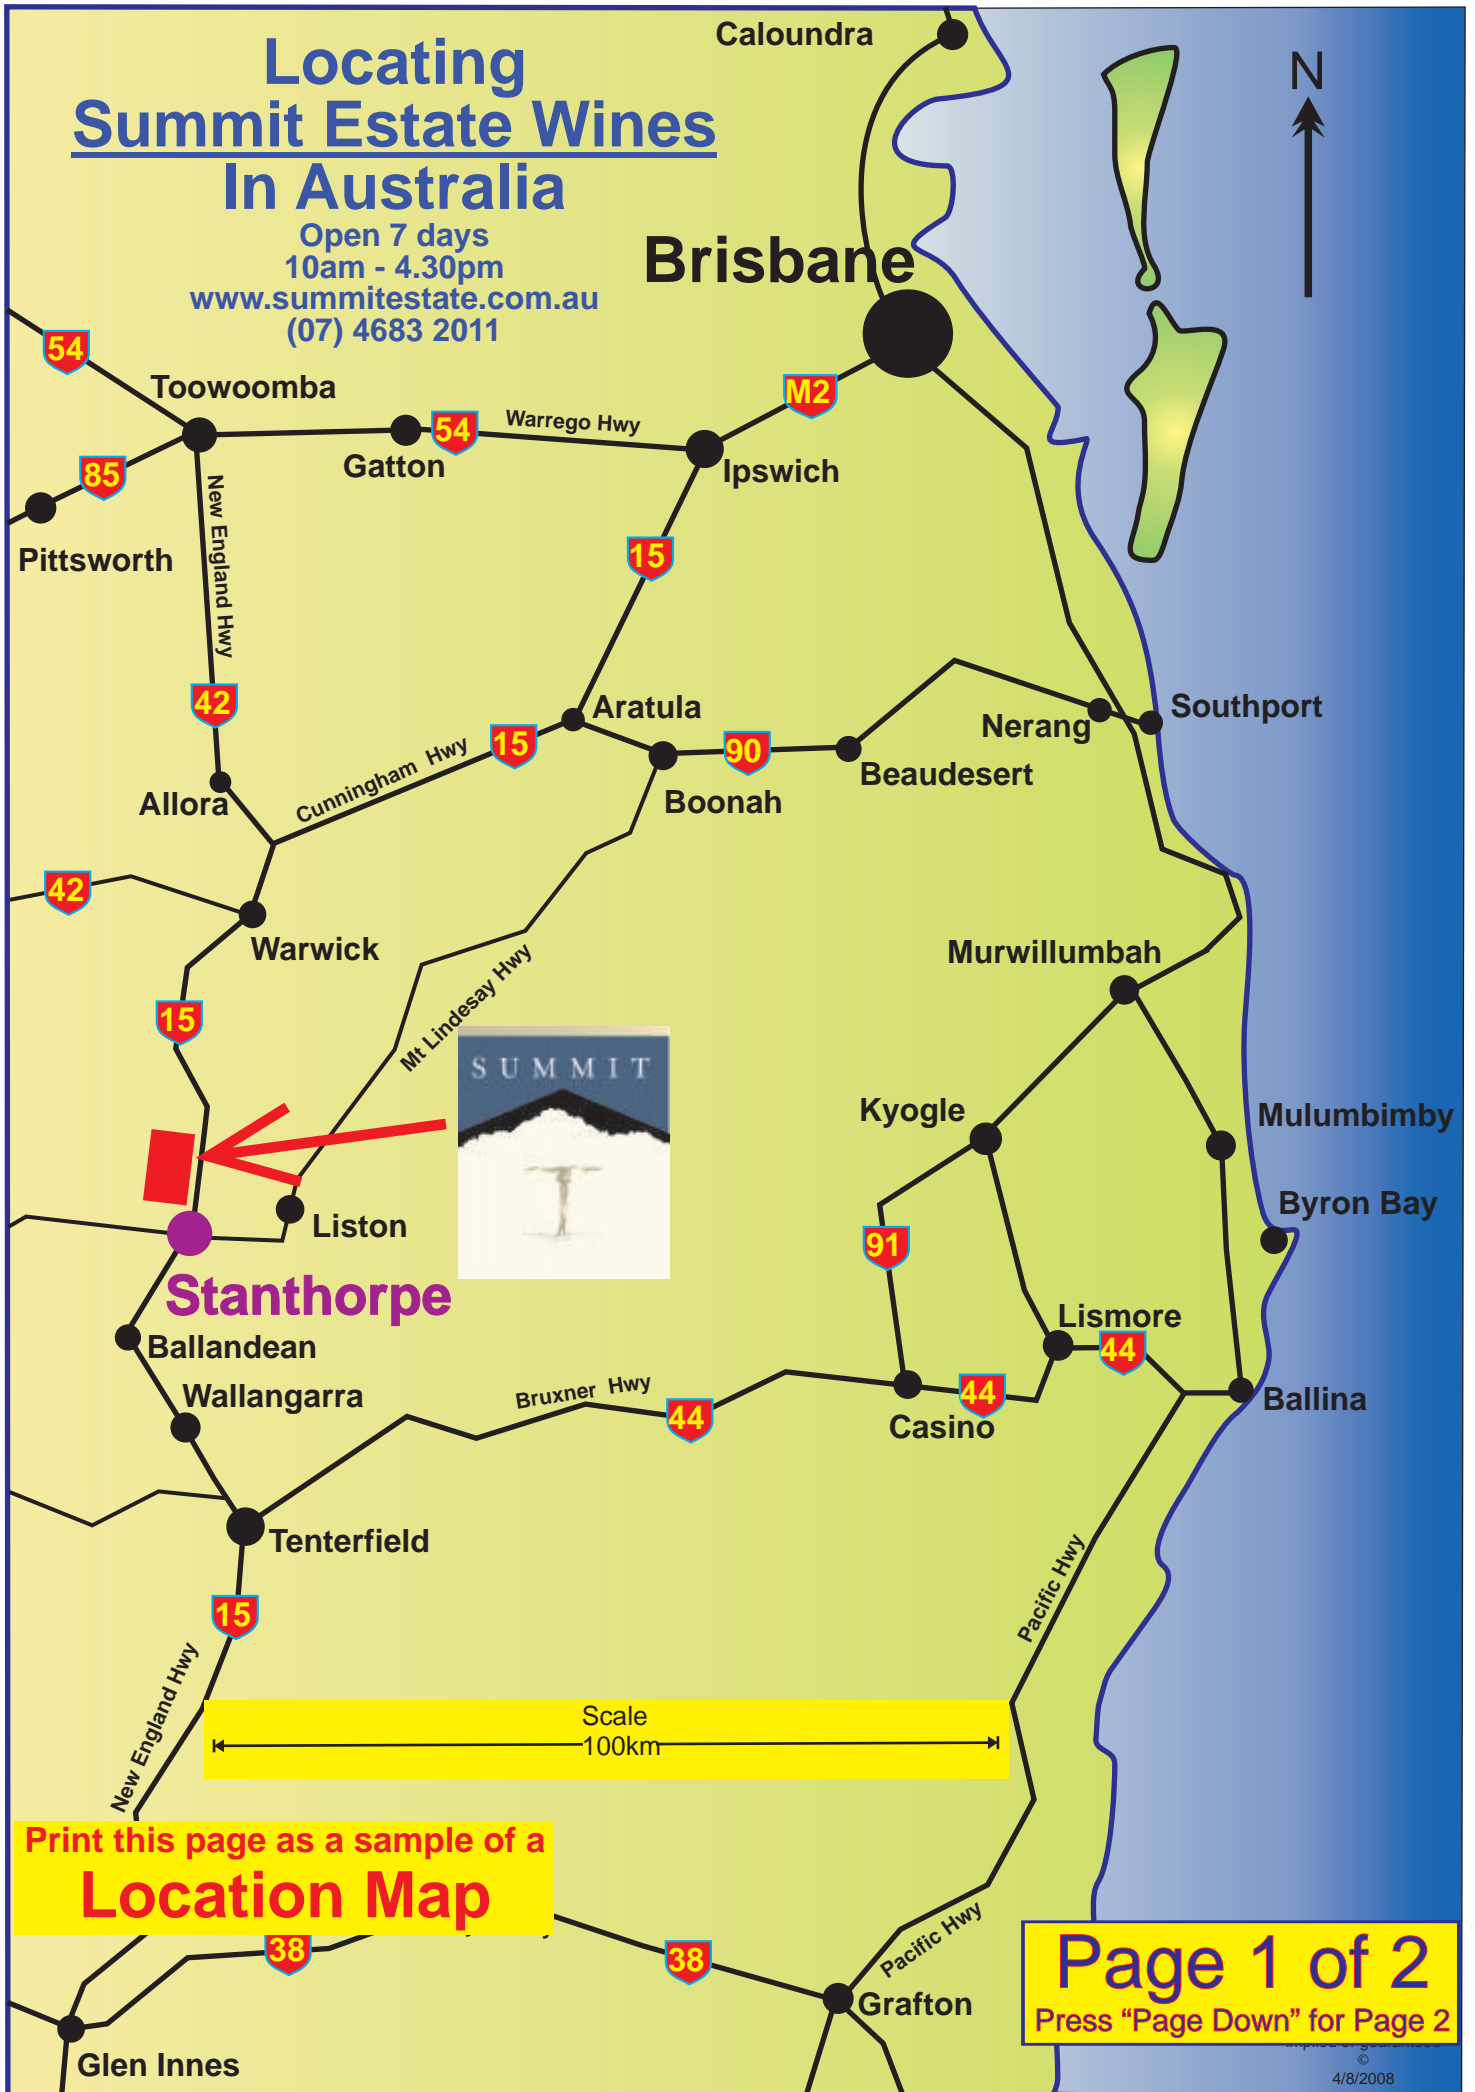 Locating
Summit Estate Wines
In Australia
Open 7 days
10am - 4.30pm
www.summitestate.com.au
(07) 4683 2011
Caloundra
N
Brisbane
54
Toowoomba
M2
Warrego Hwy
54
Gatton
Ipswich
85
Pittsworth
New England Hwy
15
42
Aratula
Southport
Nerang
15
90
Beaudesert
Cunningham Hwy
Allora
Boonah
42
Warwick
Murwillumbah
Mt Lindesay Hwy
15
SUMMIT
Kyogle
Mulumbimby
Byron Bay
Liston
91
Stanthorpe
Lismore
44
Ballandean
Wallangarra
Bruxner Hwy
44
44
Ballina
Casino
Tenterfield
Pacific Hwy
15
New England Hwy
Scale
100km
Print this page as a sample of a
Location Map
38
38
Pacific Hwy
Grafton
Glen Innes
Page 1 of 2
Press “Page Down” for Page 2
©
4/8/2008